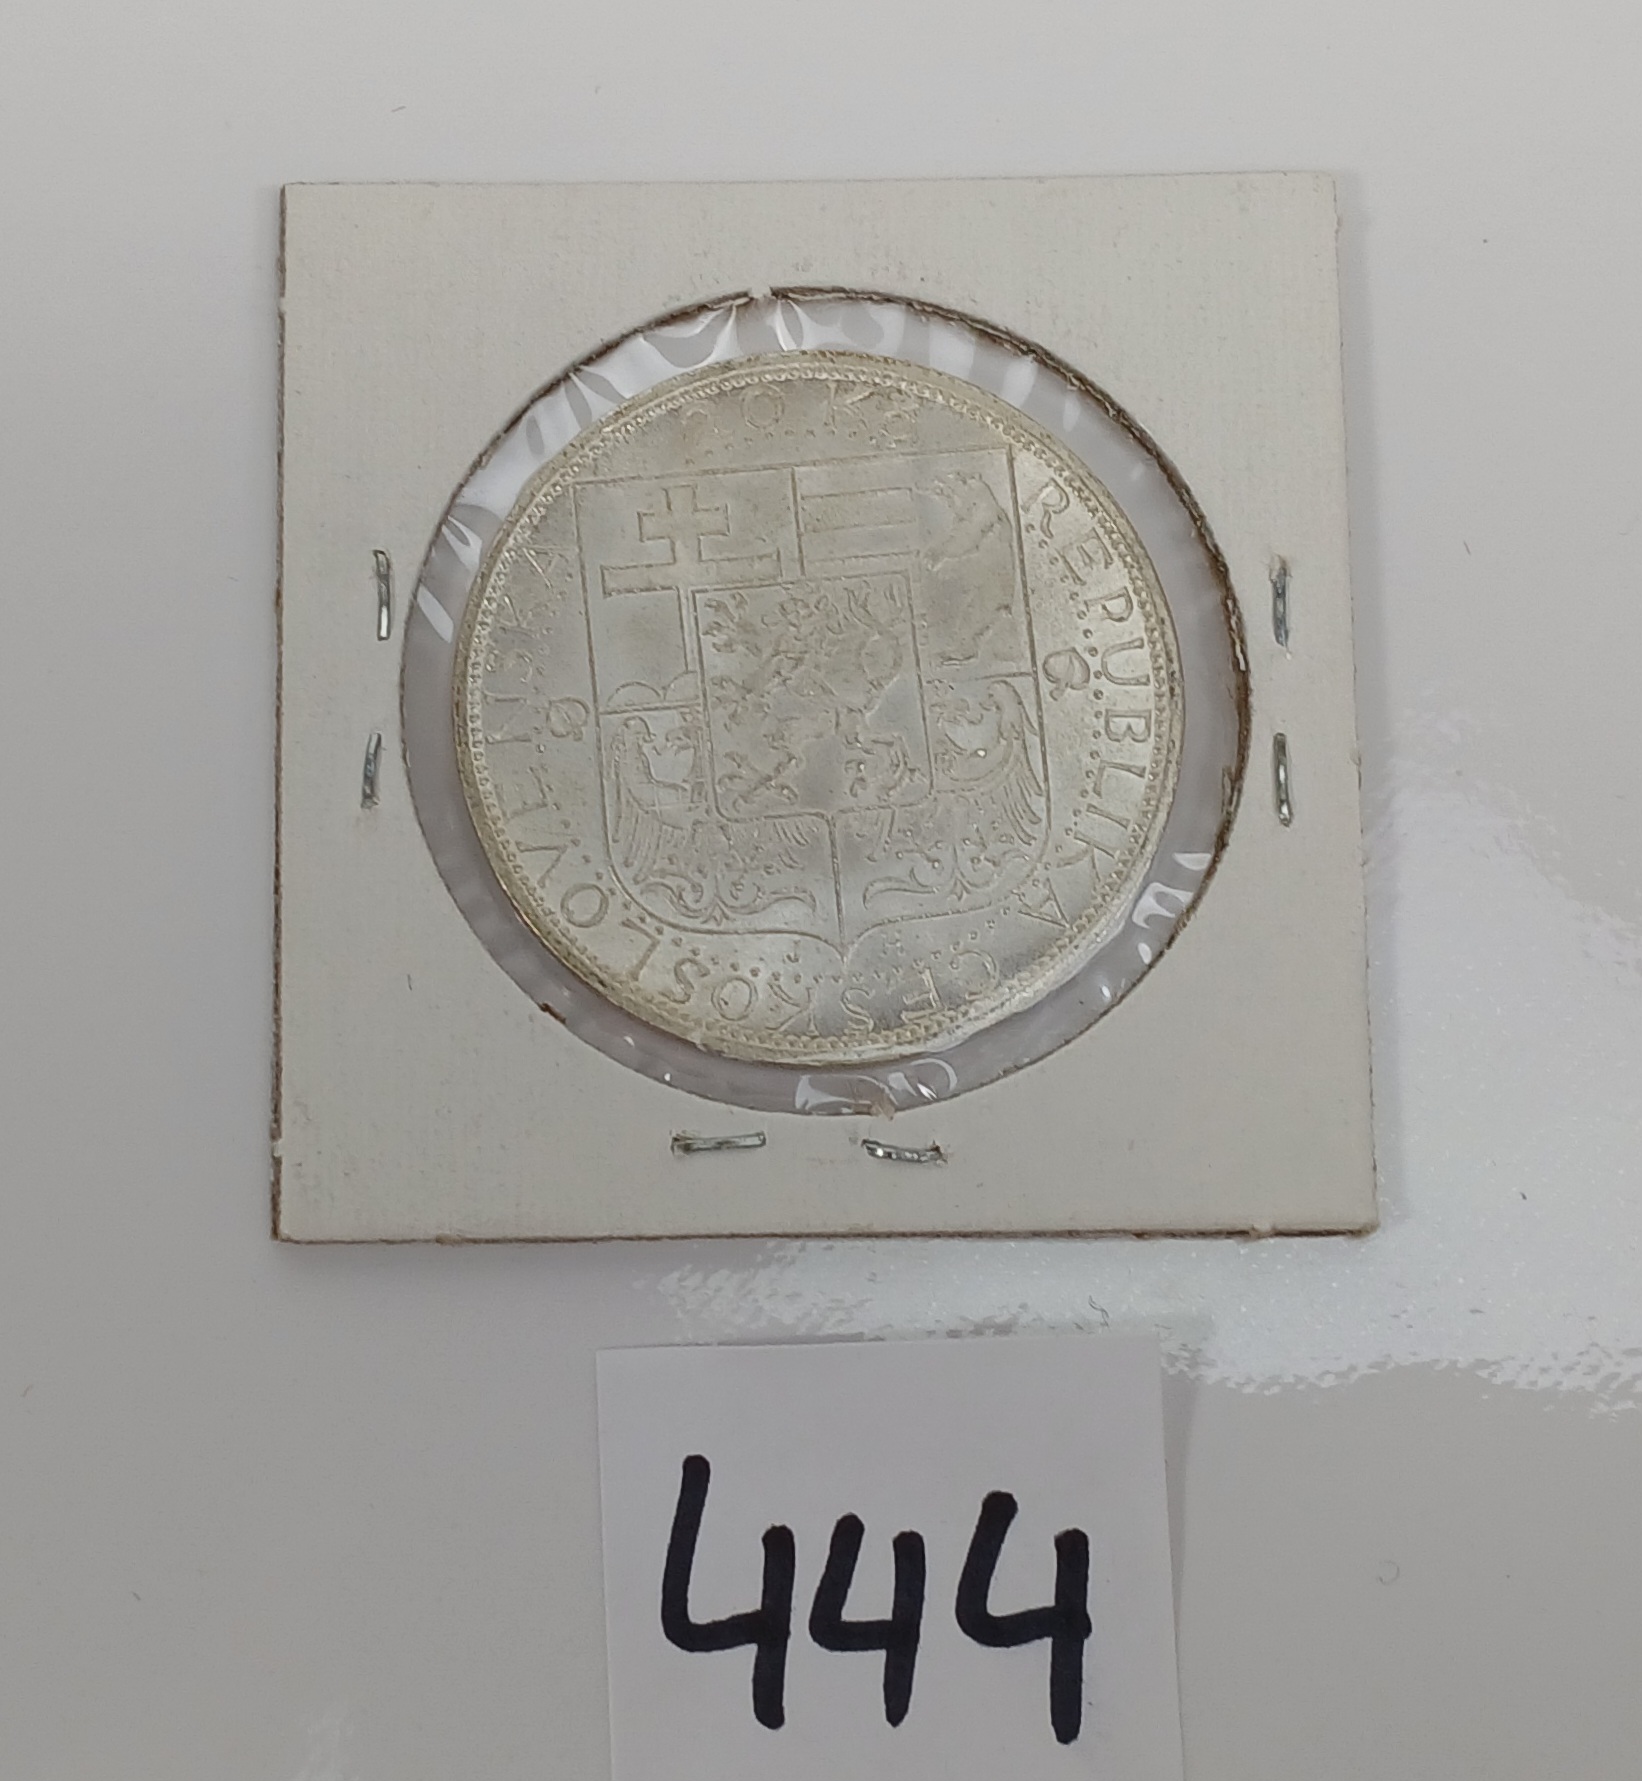 20 Kč
REPUBLIKA ČESKOSLOVENSKÁ
444